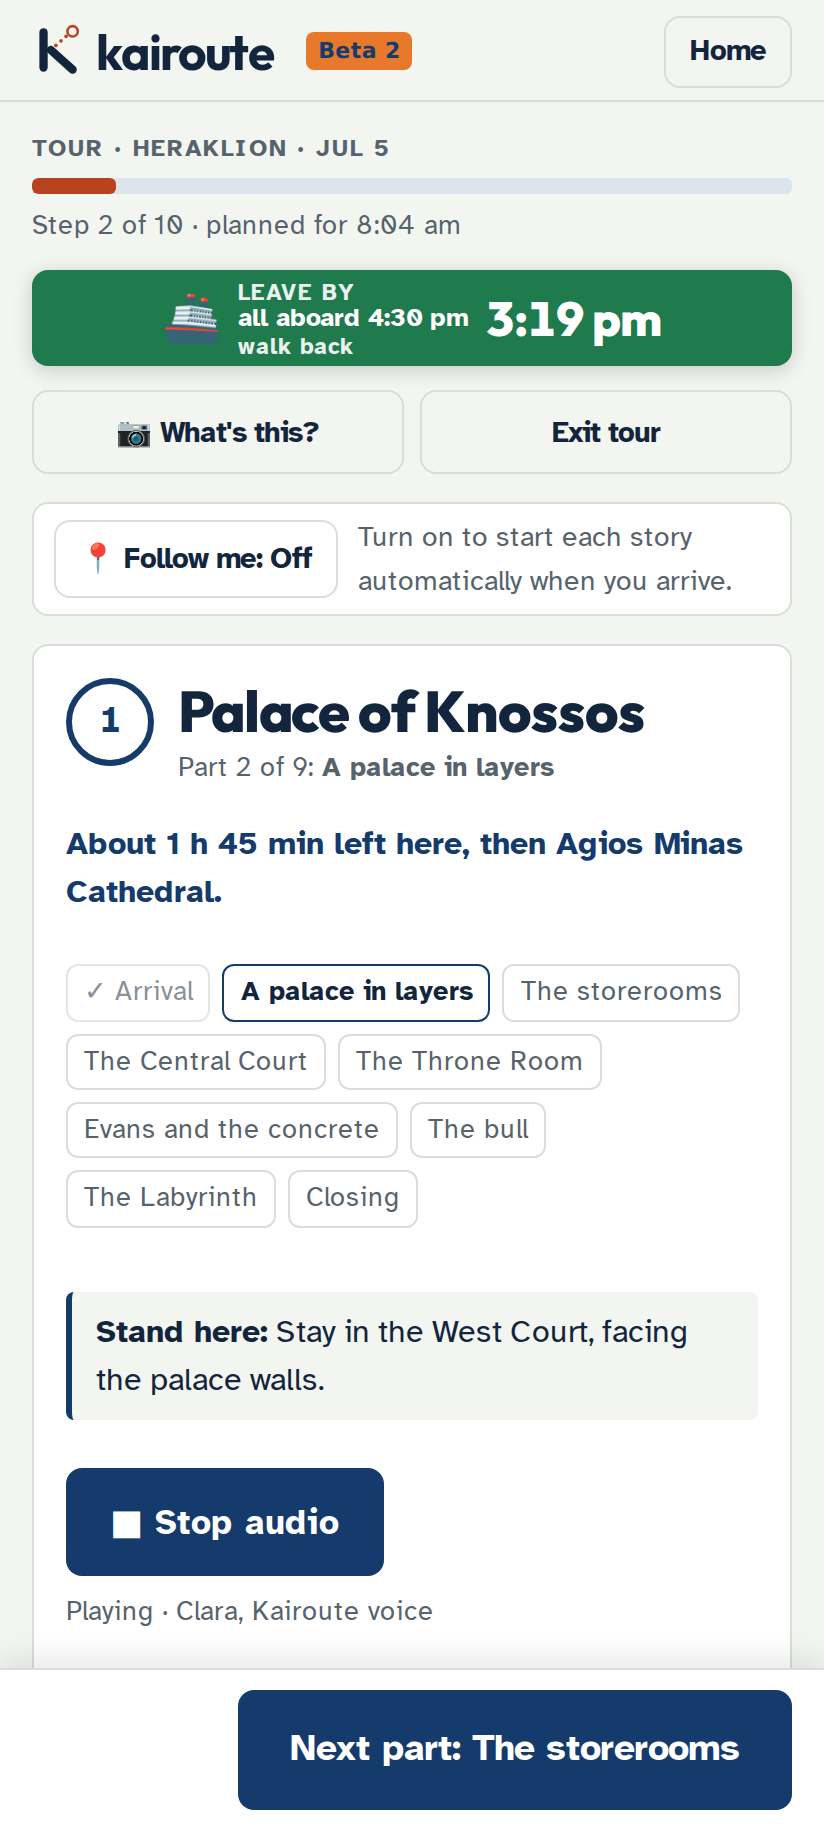 kairoute
Beta 2
Home
TOUR · HERAKLION · JUL 5
Step 2 of 10 · planned for 8:04 am
LEAVE BY
all aboard 4:30 pm
walk back
3:19 pm
What's this?
Exit tour
Follow me: Off
Turn on to start each story
automatically when you arrive.
1
Palace of Knossos
Part 2 of 9: A palace in layers
About 1 h 45 min left here, then Agios Minas
Cathedral.
✓ Arrival
A palace in layers
The storerooms
The Central Court
The Throne Room
Evans and the concrete
The bull
The Labyrinth
Closing
Stand here: Stay in the West Court, facing
the palace walls.
Stop audio
Playing · Clara, Kairoute voice
Next part: The storerooms